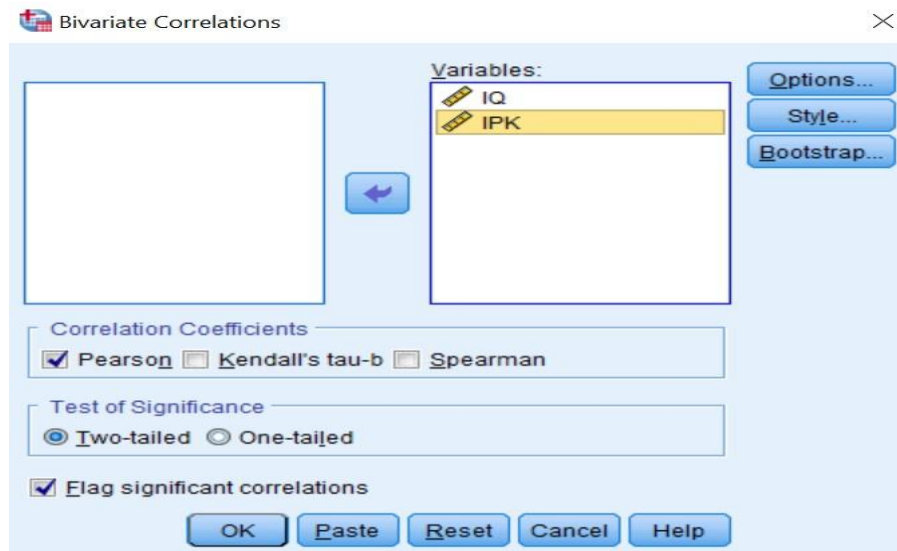 Bivariate Correlations
Variables:
IQ
IPK
Options...
Style...
Bootstrap...
Correlation Coefficients
Pearson Kendall's tau-b Spearman
Test of Significance
Two-tailed One-tailed
Flag significant correlations
OK Paste Reset Cancel Help